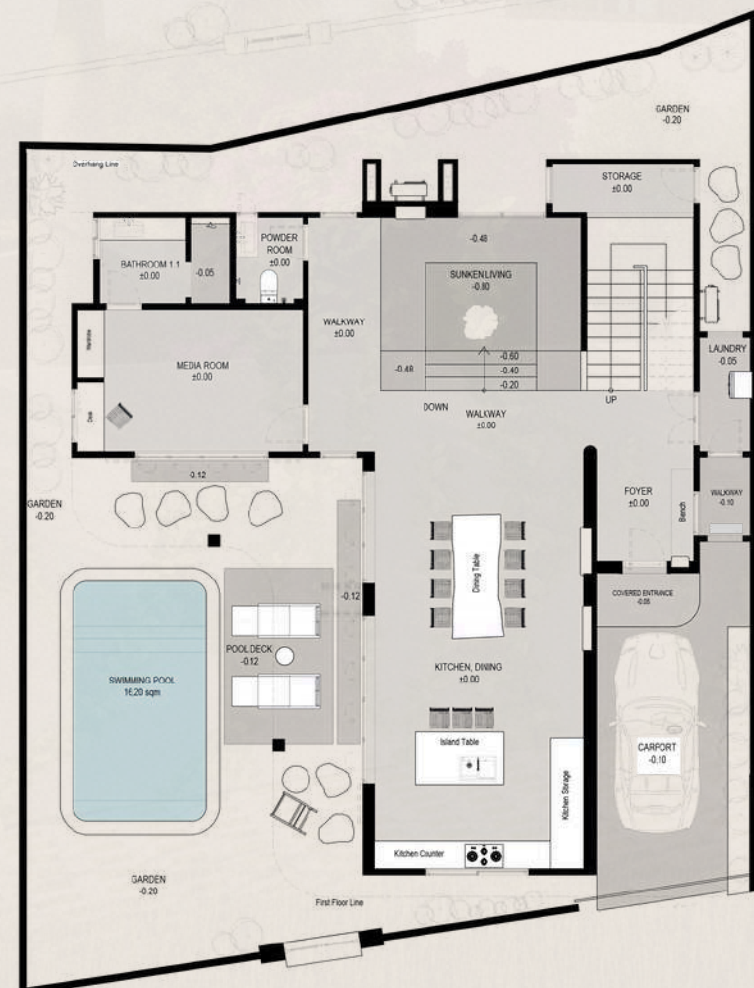 GARDEN
-0.20
Overhang Line
STORAGE
±0.00
POWDER
ROOM
±0.00
-0.48
BATHROOM 1.1
±0.00
-0.05
SUNKEN LIVING
-0.80
WALKWAY
±0.00
Wardrobe
MEDIA ROOM
±0.00
LAUNDRY
-0.05
-0.60
-0.48
-0.40
-0.20
Desk
DOWN
WALKWAY
±0.00
UP
-0.12
GARDEN
-0.20
FOYER
±0.00
Bench
WALKWAY
-0.10
Dining Table
-0.12
COVERED ENTRANCE
-0.05
POOL DECK
-0.12
KITCHEN, DINING
±0.00
SWIMMING POOL
16,20 sqm
Island Table
CARPORT
-0.10
Kitchen Storage
Kitchen Counter
GARDEN
-0.20
First Floor Line